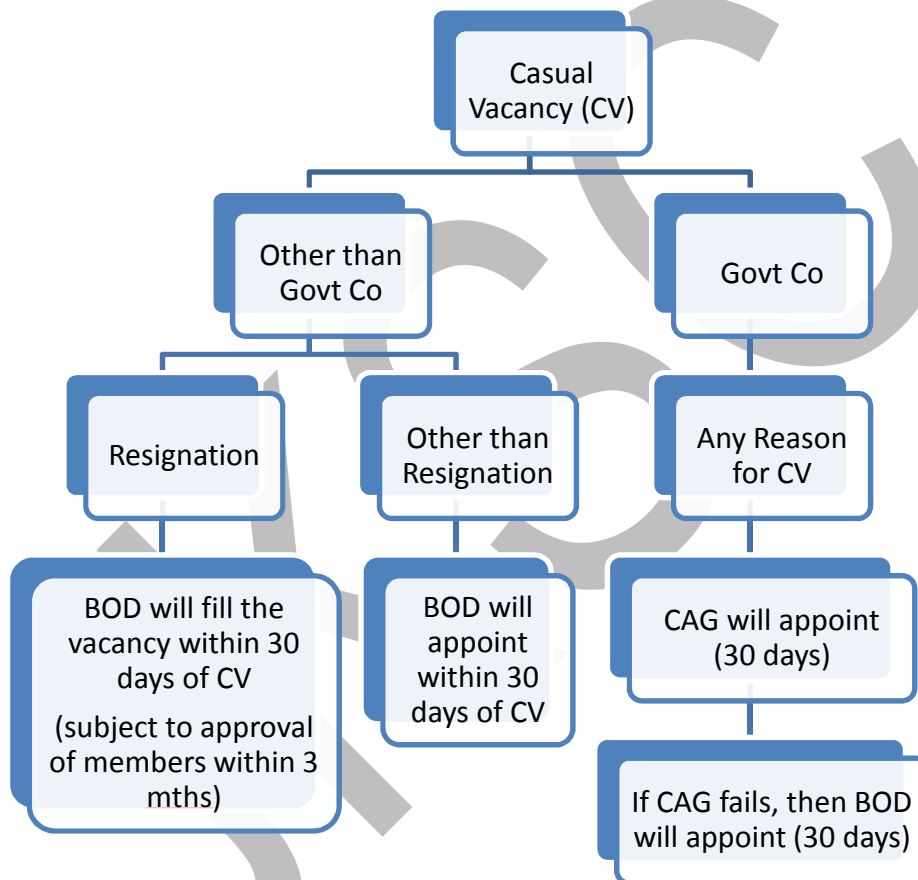 Casual
Vacancy (CV)
Other than
Govt Co
Govt Co
Resignation
Other than
Resignation
Any Reason
for CV
BOD will fill the
vacancy within 30
days of CV
(subject to approval
of members within 3
mths)
BOD will
appoint
within 30
days of CV
CAG will appoint
(30 days)
If CAG fails, then BOD
will appoint (30 days)